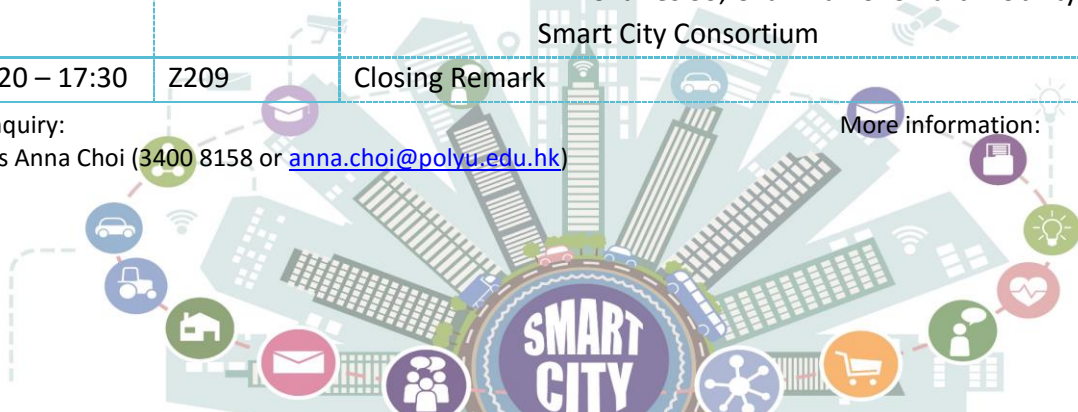 Smart City Consortium
20 – 17:30 Z209 Closing Remark
quiry: More information:
s Anna Choi (3400 8158 or anna.choi@polyu.edu.hk)
SMART
CITY